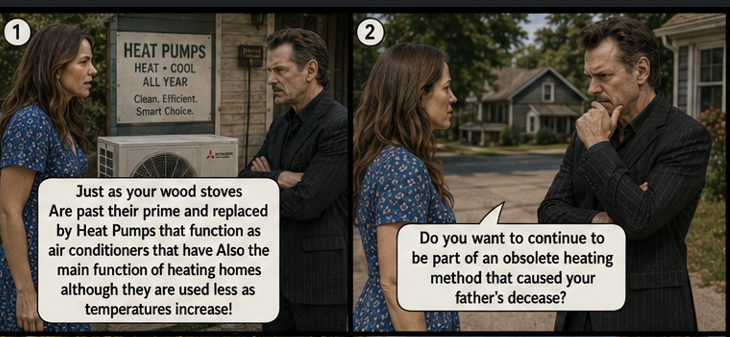 1
HEAT PUMPS
HEAT • COOL
ALL YEAR
Clean. Efficient.
Smart Choice.
MITSUBISHI
Just as your wood stoves
Are past their prime and replaced
by Heat Pumps that function as
air conditioners that have Also the
main function of heating homes
although they are used less as
temperatures increase!
2
Do you want to continue to
be part of an obsolete heating
method that caused your
father's decease?